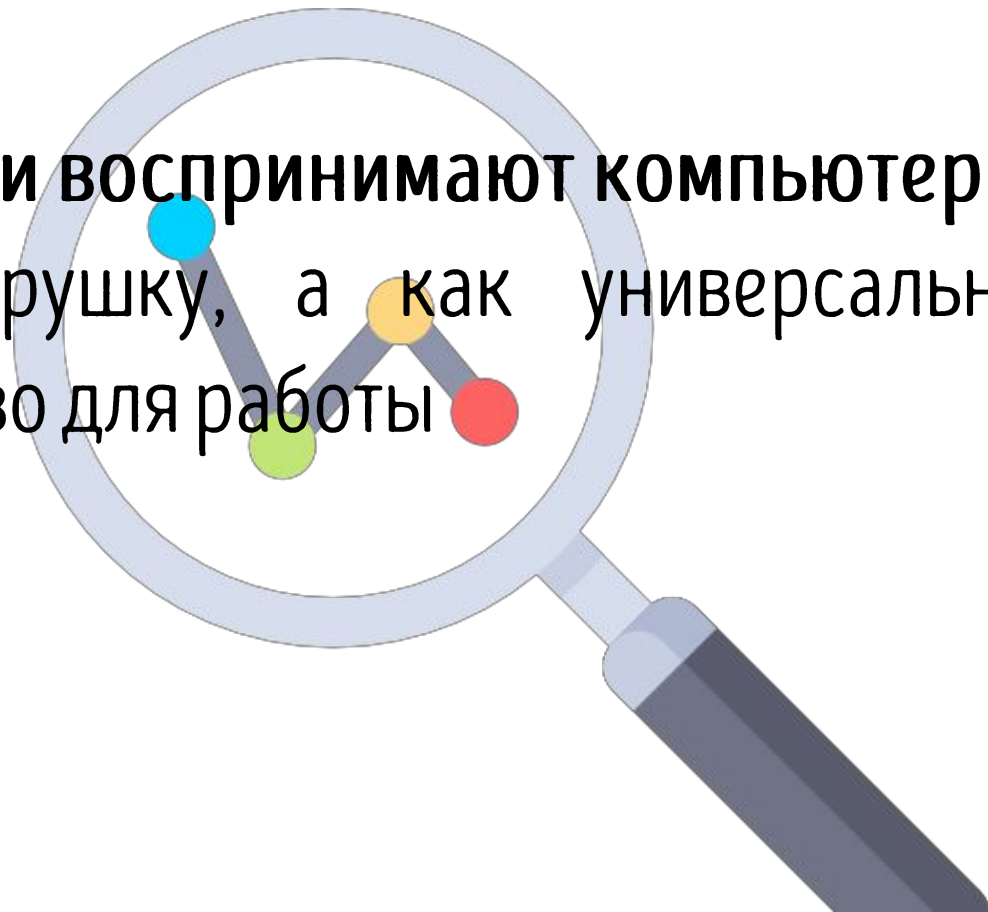 и воспринимают компьютер
рушку, а как универсальн
во для работы